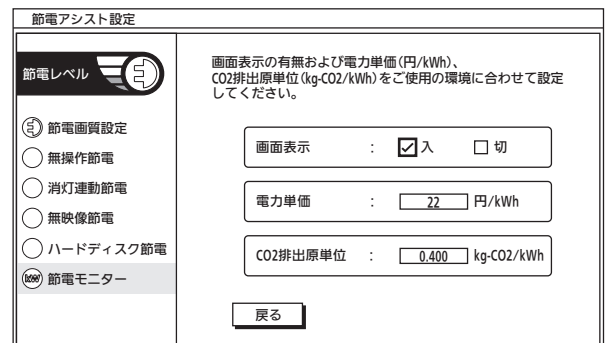 節電アシスト設定
節電レベル
節電画質設定
無操作節電
消灯連動節電
無映像節電
ハードディスク節電
節電モニター
画面表示の有無および電力単価(円/kWh)、
CO2排出原単位(kg-CO2/kWh)をご使用の環境に合わせて設定
してください。
画面表示 : 入 切
電力単価 : 22 円/kWh
CO2排出原単位 : 0.400 kg-CO2/kWh
戻る